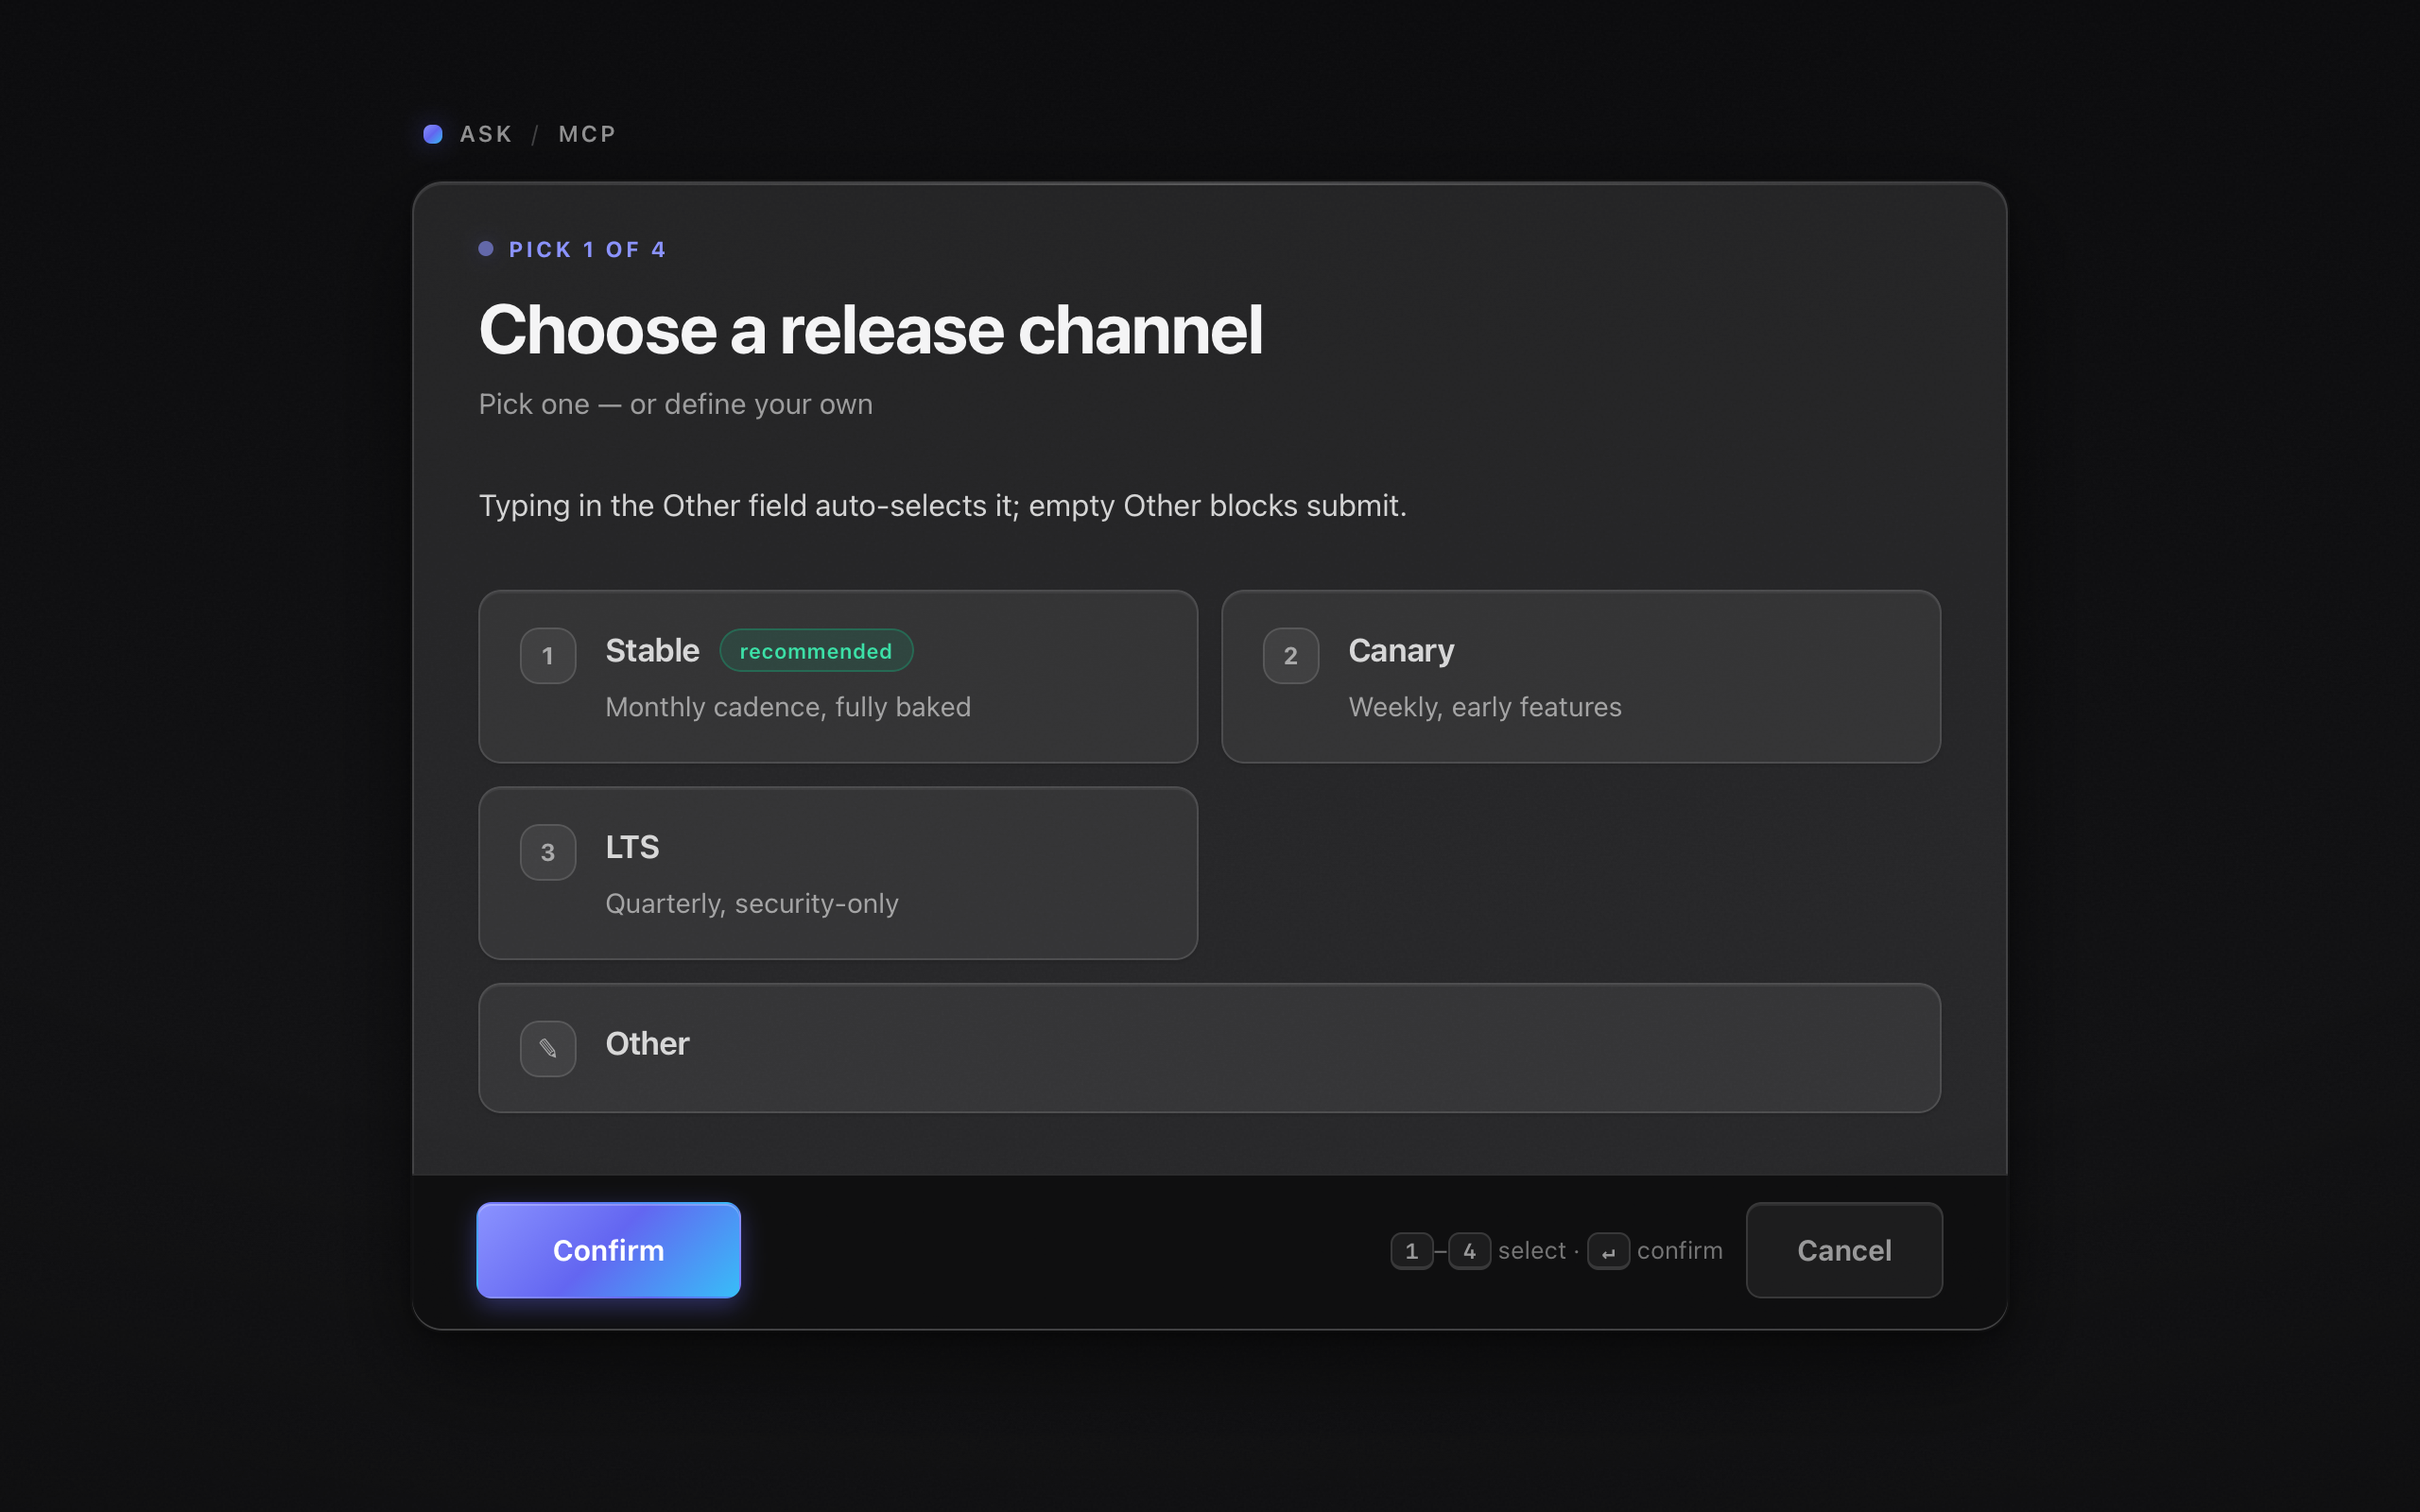 ASK / MCP
PICK 1 OF 4
Choose a release channel
Pick one — or define your own
Typing in the Other field auto-selects it; empty Other blocks submit.
1 Stable recommended
Monthly cadence, fully baked
2 Canary
Weekly, early features
3 LTS
Quarterly, security-only
✎ Other
Confirm
1–4 select · ↵ confirm
Cancel